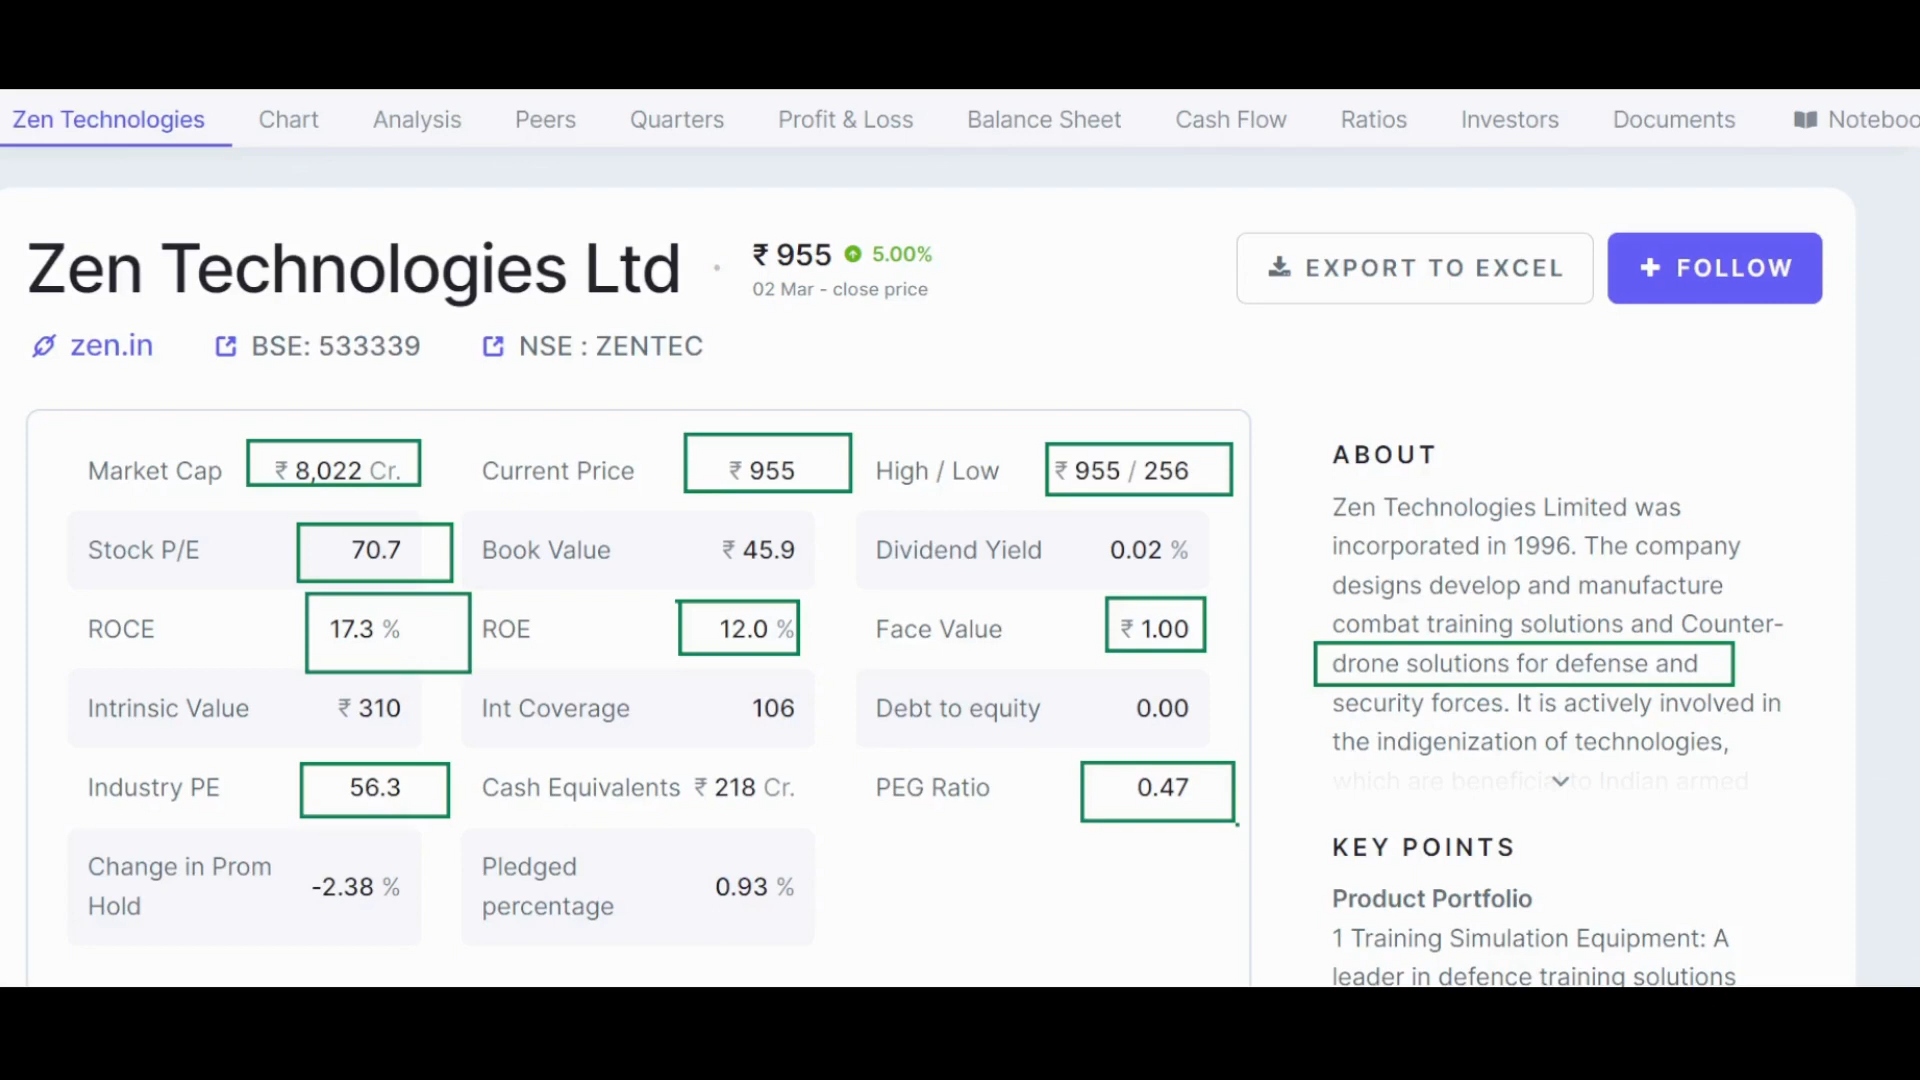 Zen Technologies Chart Analysis Peers Quarters Profit & Loss Balance Sheet Cash Flow Ratios Investors Documents Noteboo
Zen Technologies Ltd
₹ 955 5.00%
02 Mar - close price
EXPORT TO EXCEL
+ FOLLOW
zen.in BSE: 533339 NSE : ZENTEC
Market Cap ₹ 8,022 Cr. Current Price ₹ 955 High / Low ₹ 955 / 256
Stock P/E 70.7 Book Value ₹ 45.9 Dividend Yield 0.02 %
ROCE 17.3 % ROE 12.0 % Face Value ₹ 1.00
Intrinsic Value ₹ 310 Int Coverage 106 Debt to equity 0.00
Industry PE 56.3 Cash Equivalents ₹ 218 Cr. PEG Ratio 0.47
Change in Prom Hold -2.38 % Pledged percentage 0.93 %
ABOUT
Zen Technologies Limited was
incorporated in 1996. The company
designs develop and manufacture
combat training solutions and Counter-
drone solutions for defense and
security forces. It is actively involved in
the indigenization of technologies,
which are beneficial to Indian armed
KEY POINTS
Product Portfolio
1 Training Simulation Equipment: A
leader in defence training solutions